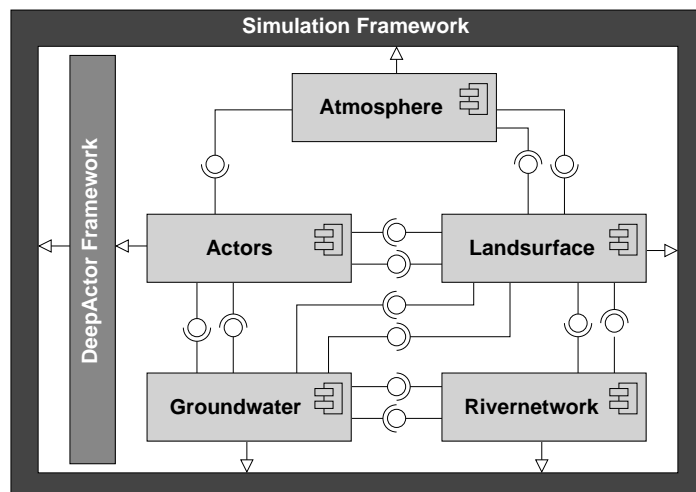 Simulation Framework
Atmosphere
DeepActor Framework
Actors
Landsurface
Groundwater
Rivernetwork